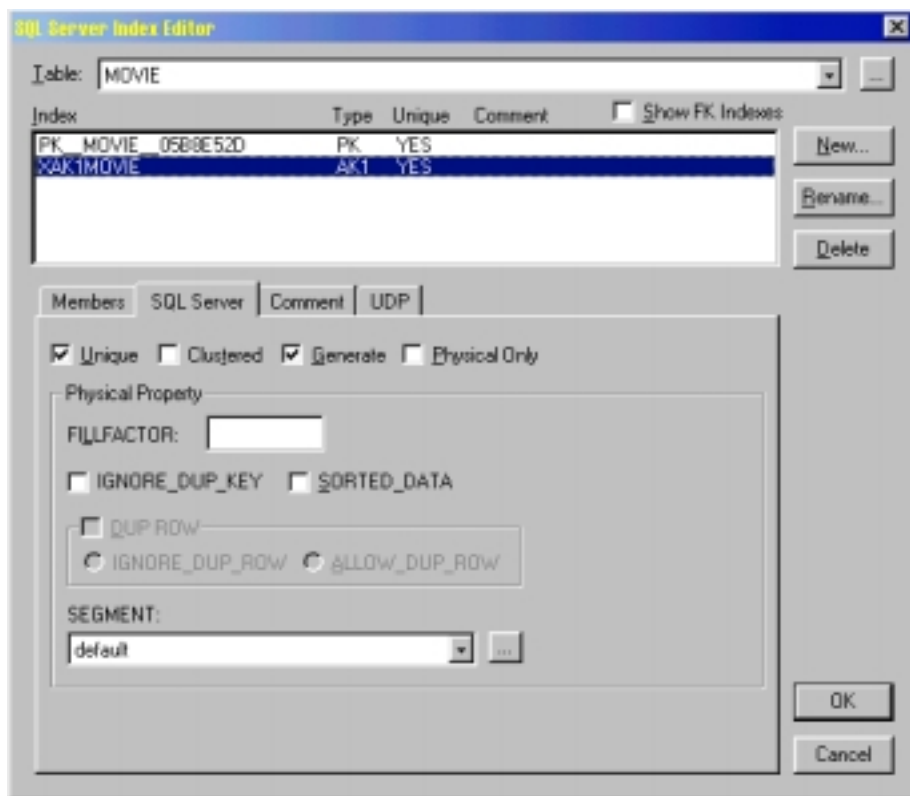 SQL Server Index Editor
Table: MOVIE ...
Index Type Unique Comment Show FK Indexes
PK__MOVIE__05B8E52D PK YES
XAK1MOVIE AK1 YES
New...
Rename...
Delete
Members SQL Server Comment UDP
Unique Clustered Generate Physical Only
Physical Property
FILLFACTOR:
IGNORE_DUP_KEY SORTED_DATA
DUP ROW
IGNORE_DUP_ROW ALLOW_DUP_ROW
SEGMENT:
default ...
OK
Cancel